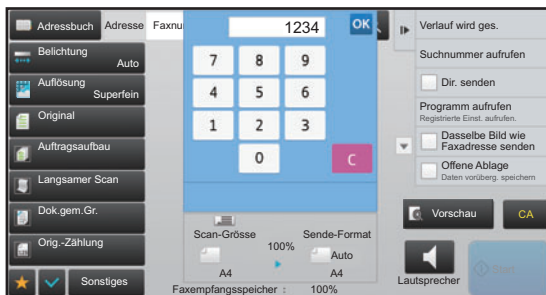 Adressbuch
Adresse
Faxnu
1234
OK
Verlauf wird ges.
Belichtung
Auto
7 8 9
Suchnummer aufrufen
Auflösung
Superfein
4 5 6
Dir. senden
Original
1 2 3
Programm aufrufen
Registrierte Einst. aufrufen.
Auftragsaufbau
0 C
Dasselbe Bild wie
Faxadresse senden
Langsamer Scan
Offene Ablage
Daten vorüberg. speichern
Dok.gem.Gr.
Vorschau
CA
Orig.-Zählung
Scan-Grösse
100%
Sende-Format
Auto
A4
A4
Sonstiges
Faxempfangsspeicher : 100%
Lautsprecher
Start